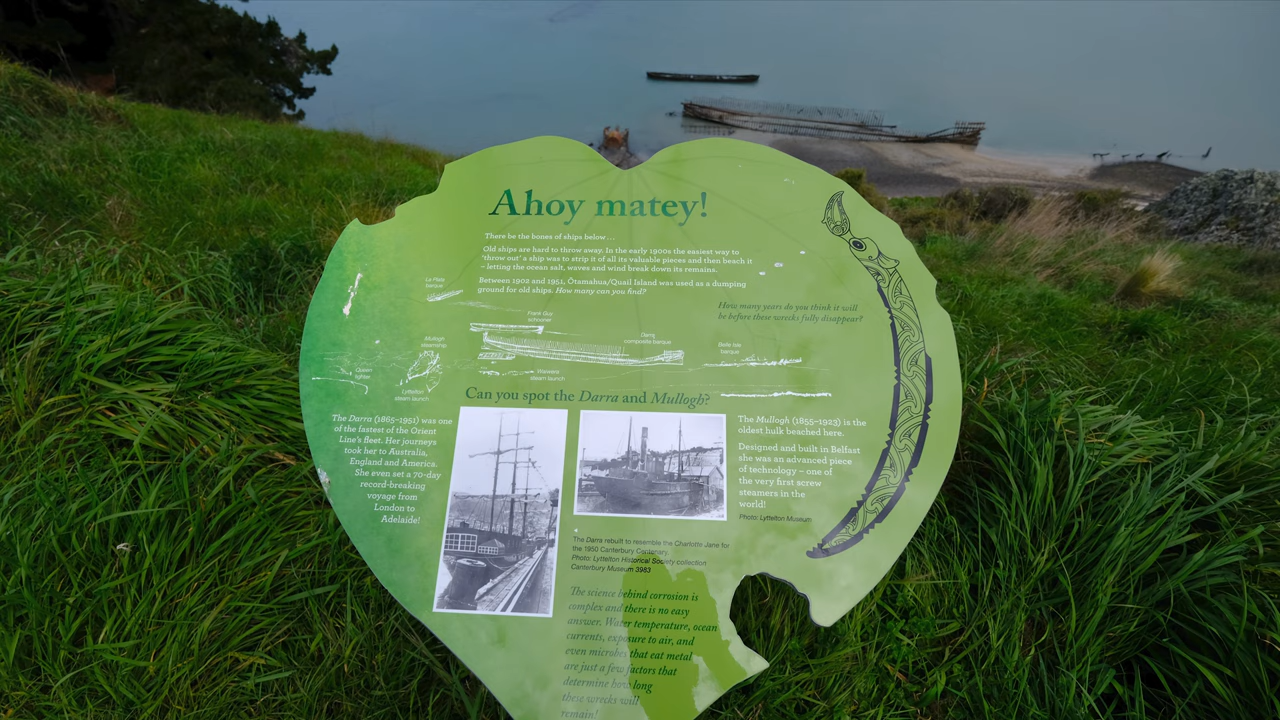 Ahoy matey!
There be the bones of ships below...
Old ships are hard to throw away. In the early 1900s the easiest way to
'throw out' a ship was to strip it of all its valuable pieces and then beach it
– letting the ocean salt, waves and wind break down its remains.
Between 1902 and 1951, Ōtamahua/Quail Island was used as a dumping
ground for old ships. How many can you find?
How many years do you think it will
be before these wrecks fully disappear?
La Plata
barque
Frank Guy
schooner
Darra
composite barque
Belle Isle
barque
Mullogh
steamship
Waiwera
steam launch
Queen
lighter
Lyttelton
steam launch
Can you spot the Darra and Mullogh?
The Darra (1865–1951) was one
of the fastest of the Orient
Line's fleet. Her journeys
took her to Australia,
England and America.
She even set a 70-day
record-breaking
voyage from
London to
Adelaide!
The Mullogh (1855–1923) is the
oldest hulk beached here.
Designed and built in Belfast
she was an advanced piece
of technology – one of
the very first screw
steamers in the
world!
Photo: Lyttelton Museum
The Darra rebuilt to resemble the Charlotte Jane for
the 1950 Canterbury Centenary.
Photo: Lyttelton Historical Society collection
Canterbury Museum 3983
The science behind corrosion is
complex and there is no easy
answer. Water temperature, ocean
currents, exposure to air, and
even microbes that eat metal
are just a few factors that
determine how long
these wrecks will
remain!